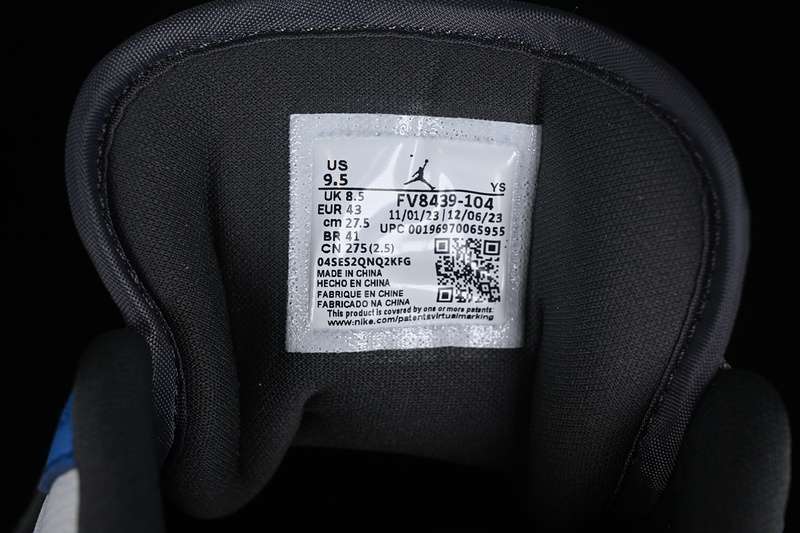 US
9.5
YS
UK 8.5
EUR 43
cm 27.5
BR 41
CN 275(2.5)
FV8439-104
11/01/23 | 12/06/23
UPC 00196970065955
04SES2QNQ2KFG
MADE IN CHINA
HECHO EN CHINA
FABRIQUE EN CHINE
FABRICADO NA CHINA
This product is covered by one or more patents:
www.nike.com/patentsvirtualmarking